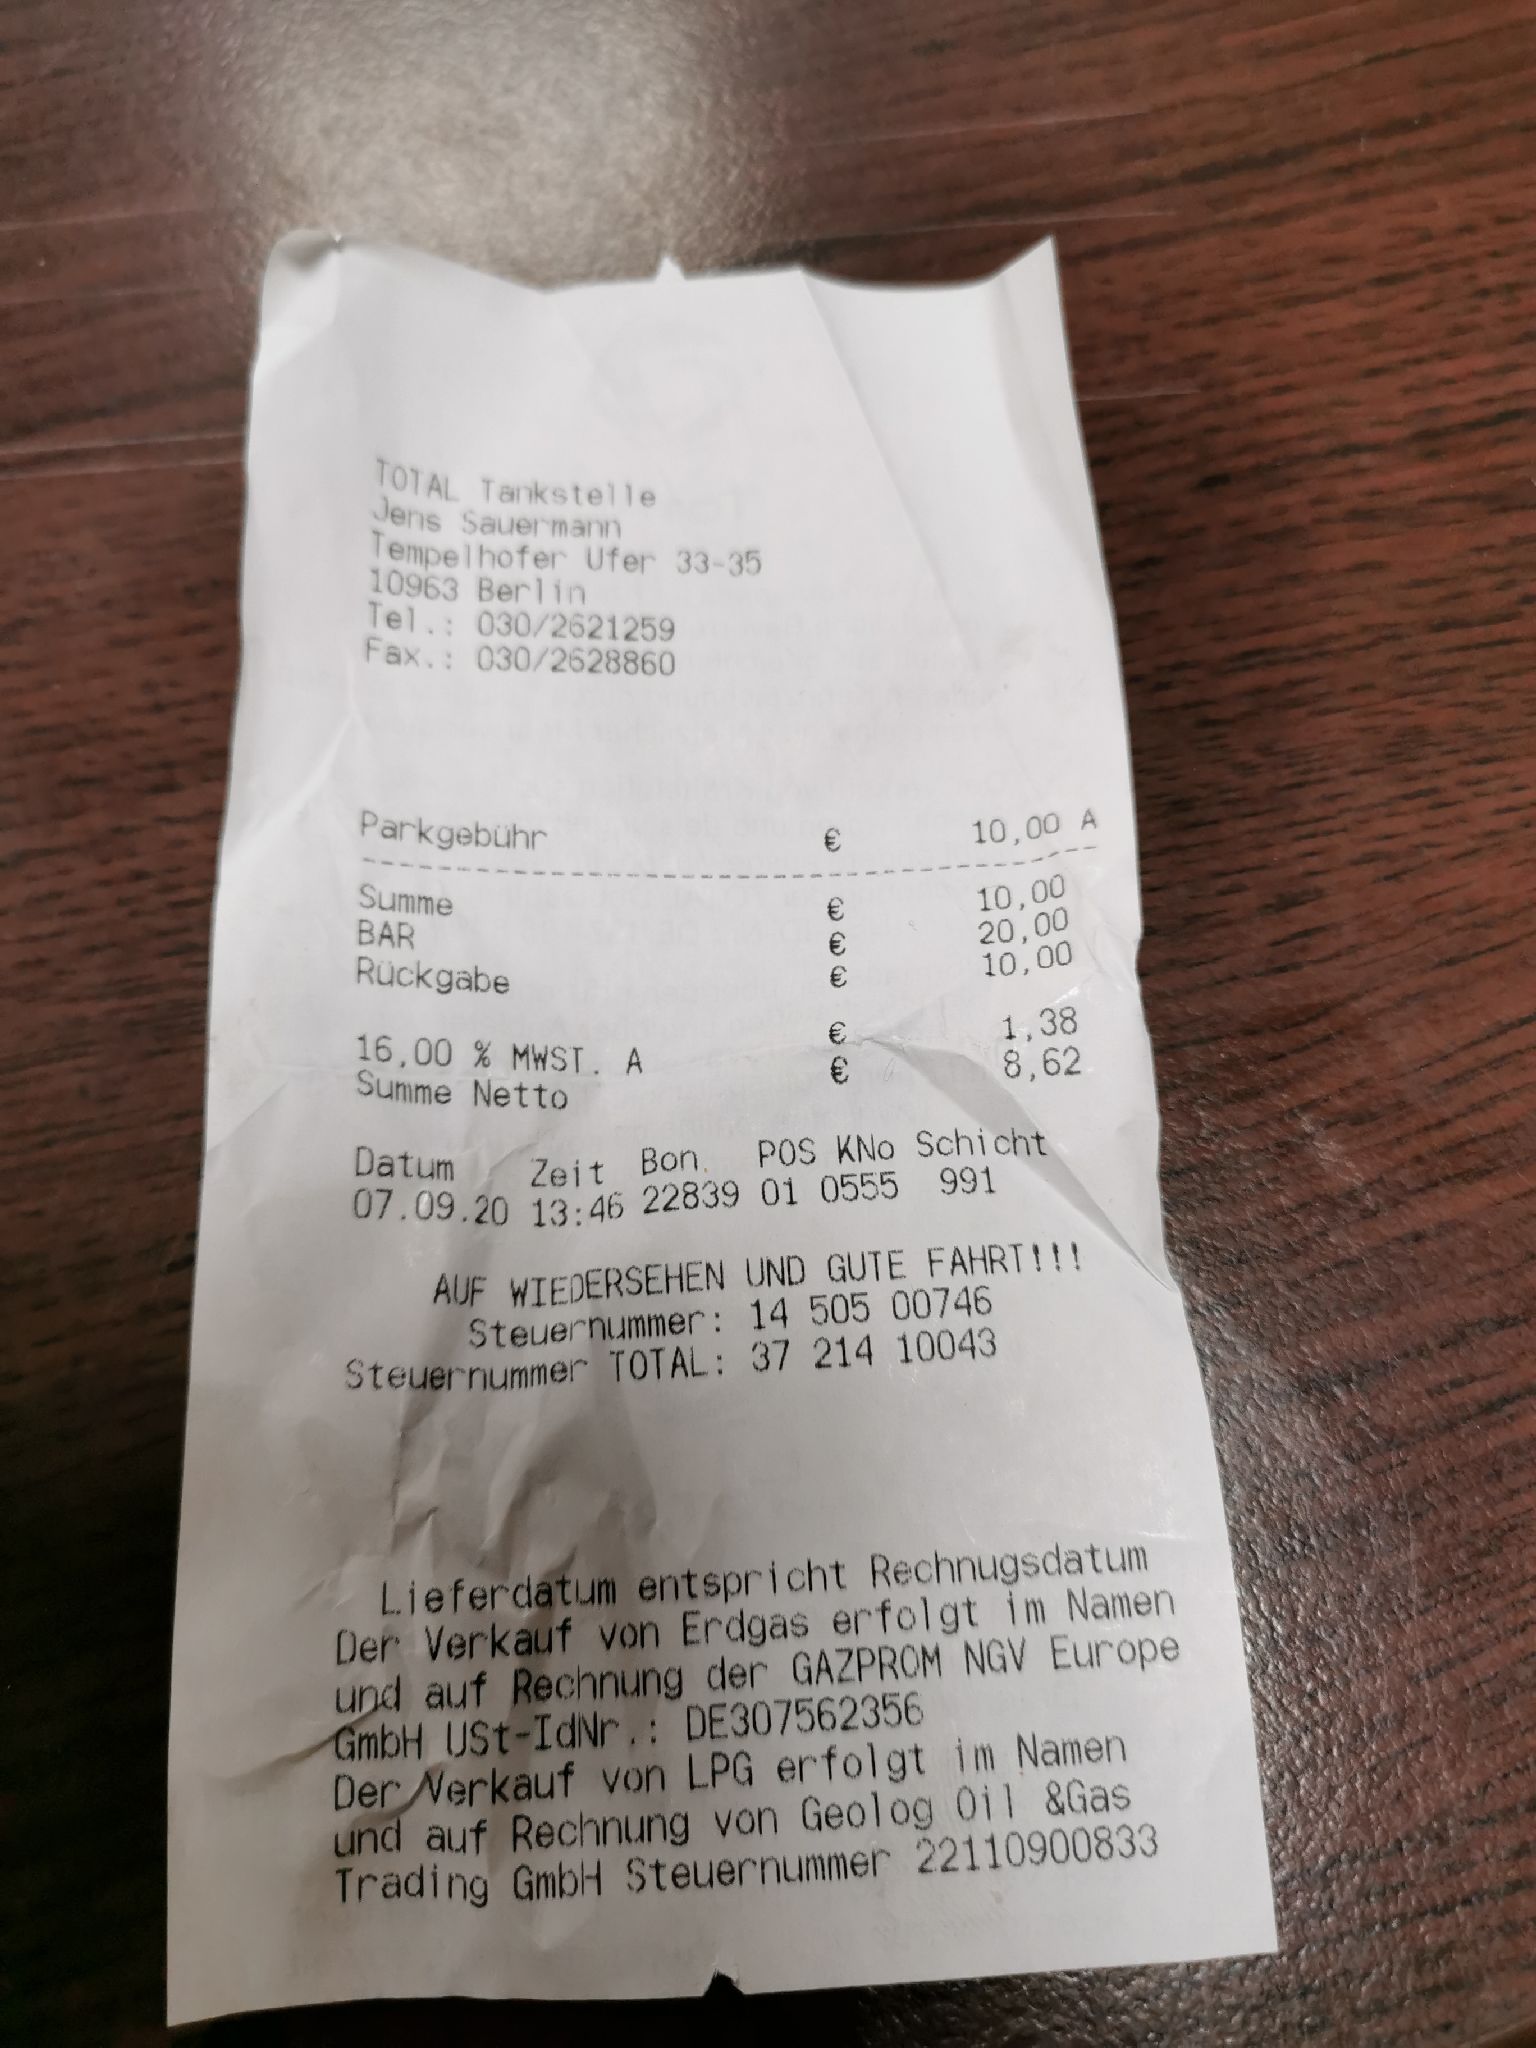 TOTAL Tankstelle
Jens Sauermann
Tempelhofer Ufer 33-35
10963 Berlin
Tel.: 030/2621259
Fax.: 030/2628860
Parkgebühr € 10,00 A
Summe € 10,00
BAR € 20,00
Rückgabe € 10,00
16,00 % MWST. A € 1,38
Summe Netto € 8,62
Datum Zeit Bon. POS KNo Schicht
07.09.20 13:46 22839 01 0555 991
AUF WIEDERSEHEN UND GUTE FAHRT!!!
Steuernummer: 14 505 00746
Steuernummer TOTAL: 37 214 10043
Lieferdatum entspricht Rechnugsdatum
Der Verkauf von Erdgas erfolgt im Namen
und auf Rechnung der GAZPROM NGV Europe
GmbH USt-IdNr.: DE307562356
Der Verkauf von LPG erfolgt im Namen
und auf Rechnung von Geolog Oil &Gas
Trading GmbH Steuernummer 22110900833